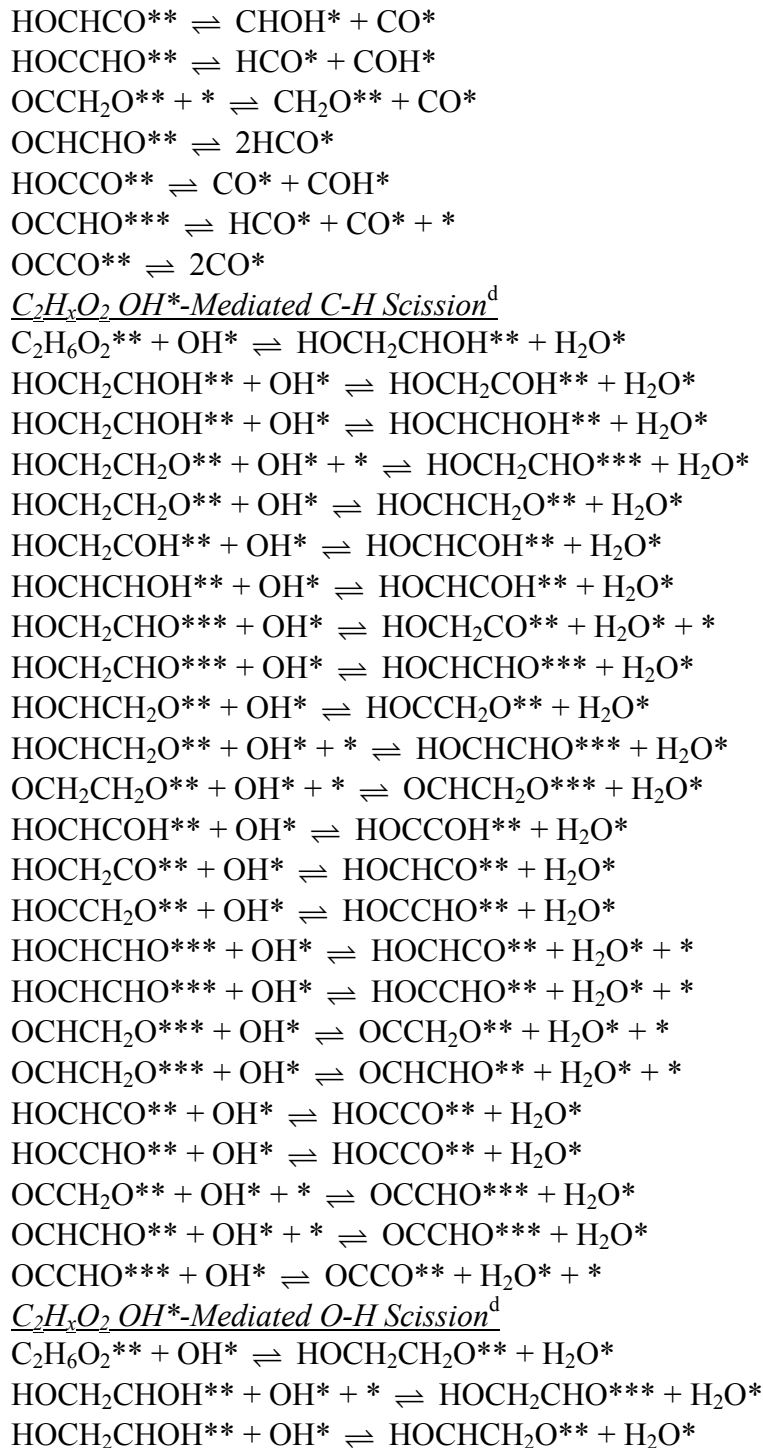 HOCHCO** ⇌ CHOH* + CO*
HOCCHO** ⇌ HCO* + COH*
OCCH₂O** + * ⇌ CH₂O** + CO*
OCHCHO** ⇌ 2HCO*
HOCCO** ⇌ CO* + COH*
OCCHO*** ⇌ HCO* + CO* + *
OCCO** ⇌ 2CO*
C₂HₓO₂ OH*-Mediated C-H Scissionᵈ
C₂H₆O₂** + OH* ⇌ HOCH₂CHOH** + H₂O*
HOCH₂CHOH** + OH* ⇌ HOCH₂COH** + H₂O*
HOCH₂CHOH** + OH* ⇌ HOCHCHOH** + H₂O*
HOCH₂CH₂O** + OH* + * ⇌ HOCH₂CHO*** + H₂O*
HOCH₂CH₂O** + OH* ⇌ HOCHCH₂O** + H₂O*
HOCH₂COH** + OH* ⇌ HOCHCOH** + H₂O*
HOCHCHOH** + OH* ⇌ HOCHCOH** + H₂O*
HOCH₂CHO*** + OH* ⇌ HOCH₂CO** + H₂O* + *
HOCH₂CHO*** + OH* ⇌ HOCHCHO*** + H₂O*
HOCHCH₂O** + OH* ⇌ HOCCH₂O** + H₂O*
HOCHCH₂O** + OH* + * ⇌ HOCHCHO*** + H₂O*
OCH₂CH₂O** + OH* + * ⇌ OCHCH₂O*** + H₂O*
HOCHCOH** + OH* ⇌ HOCCOH** + H₂O*
HOCH₂CO** + OH* ⇌ HOCHCO** + H₂O*
HOCCH₂O** + OH* ⇌ HOCCHO** + H₂O*
HOCHCHO*** + OH* ⇌ HOCHCO** + H₂O* + *
HOCHCHO*** + OH* ⇌ HOCCHO** + H₂O* + *
OCHCH₂O*** + OH* ⇌ OCCH₂O** + H₂O* + *
OCHCH₂O*** + OH* ⇌ OCHCHO** + H₂O* + *
HOCHCO** + OH* ⇌ HOCCO** + H₂O*
HOCCHO** + OH* ⇌ HOCCO** + H₂O*
OCCH₂O** + OH* + * ⇌ OCCHO*** + H₂O*
OCHCHO** + OH* + * ⇌ OCCHO*** + H₂O*
OCCHO*** + OH* ⇌ OCCO** + H₂O* + *
C₂HₓO₂ OH*-Mediated O-H Scissionᵈ
C₂H₆O₂** + OH* ⇌ HOCH₂CH₂O** + H₂O*
HOCH₂CHOH** + OH* + * ⇌ HOCH₂CHO*** + H₂O*
HOCH₂CHOH** + OH* ⇌ HOCHCH₂O** + H₂O*